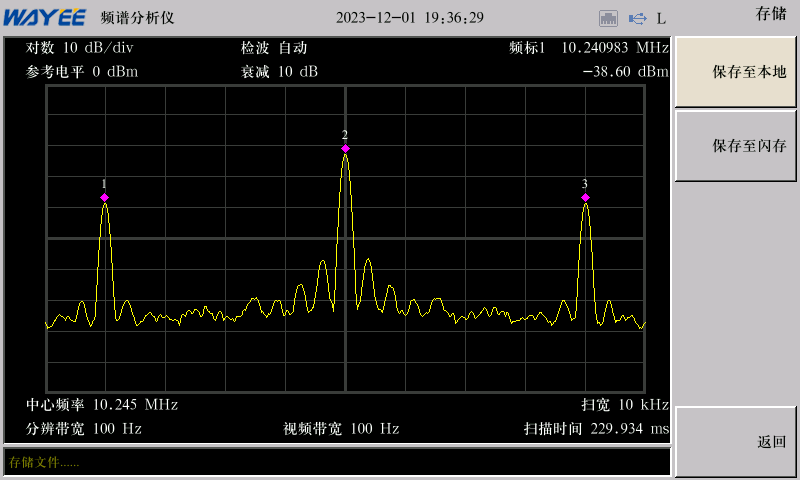 WAYEE 频谱分析仪 2023-12-01 19:36:29 L 存储
对数 10 dB/div 检波 自动 频标1 10.240983 MHz
参考电平 0 dBm 衰减 10 dB -38.60 dBm
保存至本地
2
保存至闪存
1 3
中心频率 10.245 MHz 扫宽 10 kHz
分辨带宽 100 Hz 视频带宽 100 Hz 扫描时间 229.934 ms
返回
存储文件......